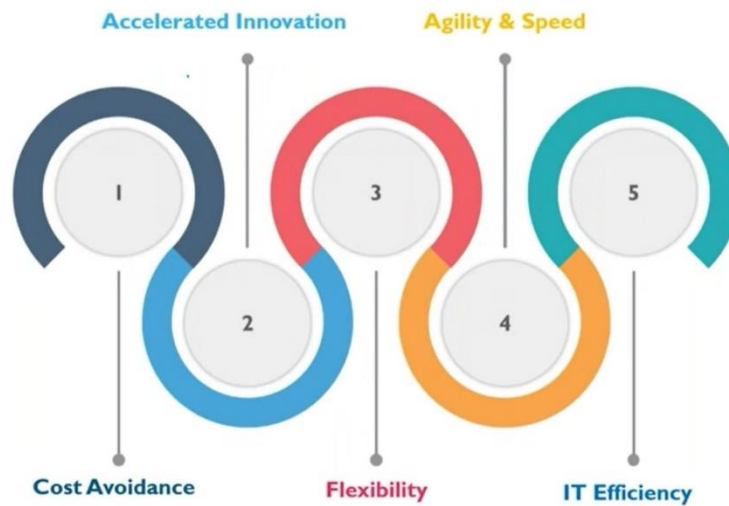 Accelerated Innovation
Agility & Speed
1
3
5
2
4
Cost Avoidance
Flexibility
IT Efficiency